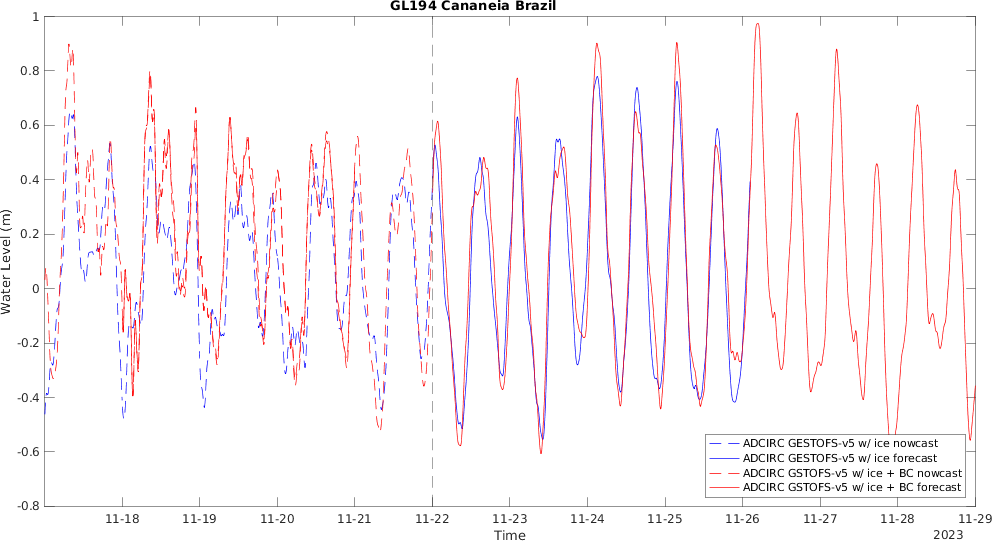 GL194 Cananeia Brazil
1
0.8
0.6
0.4
0.2
0
-0.2
-0.4
-0.6
-0.8
Water Level (m)
ADCIRC GESTOFS-v5 w/ ice nowcast
ADCIRC GESTOFS-v5 w/ ice forecast
ADCIRC GSTOFS-v5 w/ ice + BC nowcast
ADCIRC GSTOFS-v5 w/ ice + BC forecast
11-18 11-19 11-20 11-21 11-22 11-23 11-24 11-25 11-26 11-27 11-28 11-29
Time
2023